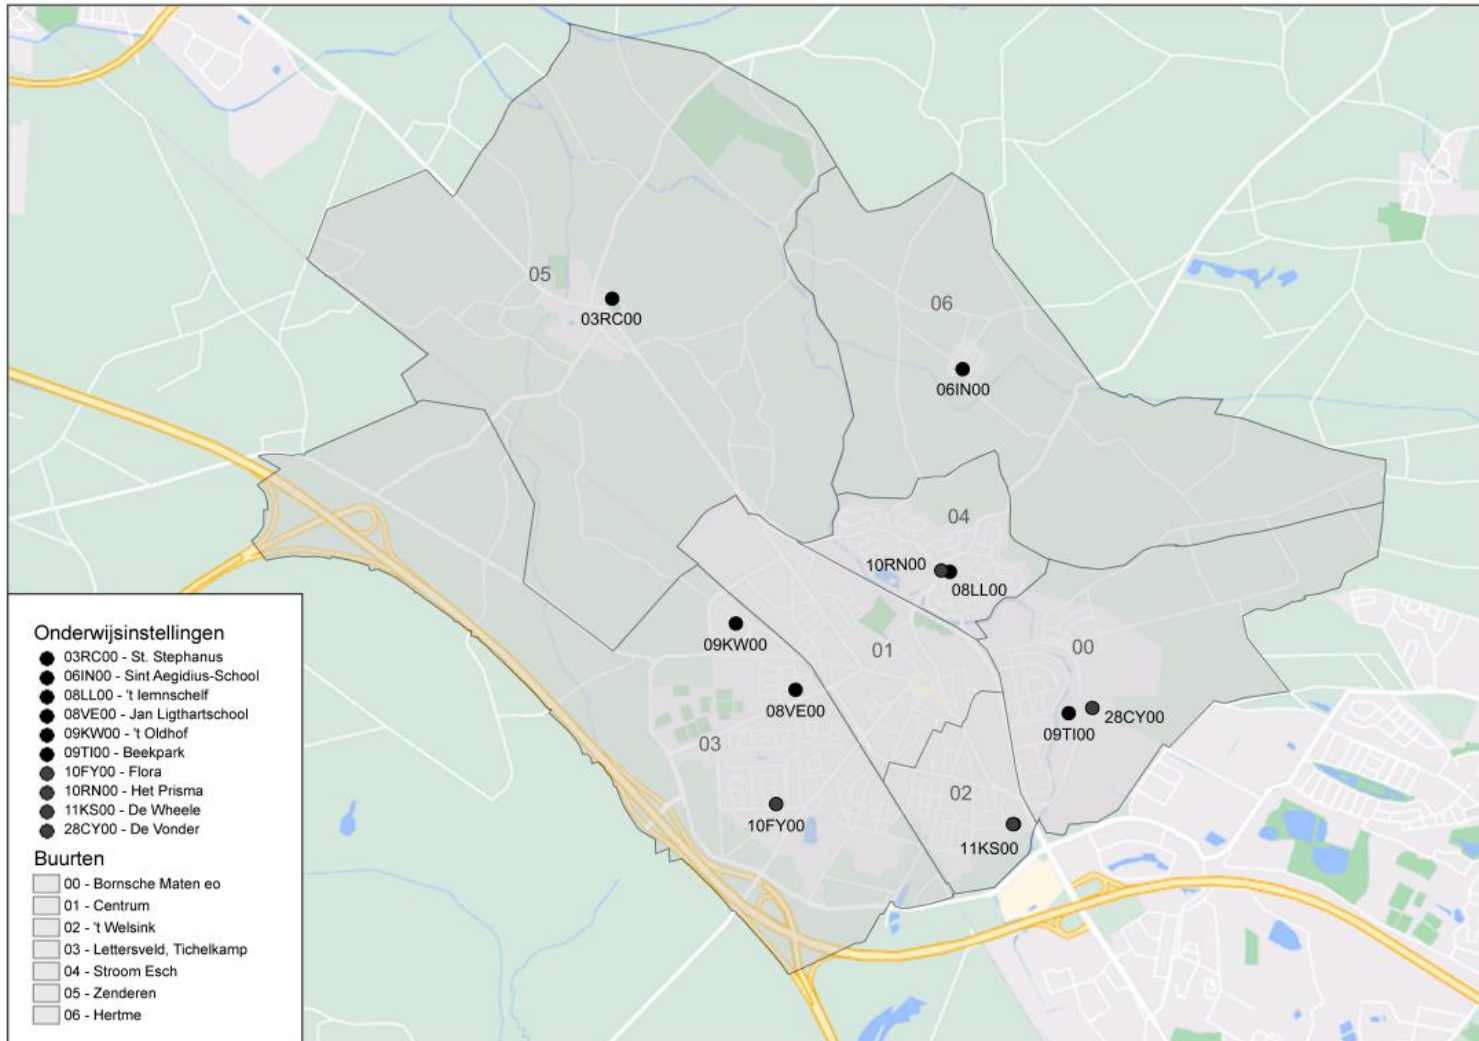 05
03RC00
06
06IN00
04
10RN00
08LL00
09KW00
01
00
08VE00
28CY00
09TI00
03
02
10FY00
11KS00
Onderwijsinstellingen
03RC00 - St. Stephanus
06IN00 - Sint Aegidius-School
08LL00 - 't Iemnschelf
08VE00 - Jan Ligthartschool
09KW00 - 't Oldhof
09TI00 - Beekpark
10FY00 - Flora
10RN00 - Het Prisma
11KS00 - De Wheele
28CY00 - De Vonder
Buurten
00 - Bornsche Maten eo
01 - Centrum
02 - 't Welsink
03 - Lettersveld, Tichelkamp
04 - Stroom Esch
05 - Zenderen
06 - Hertme